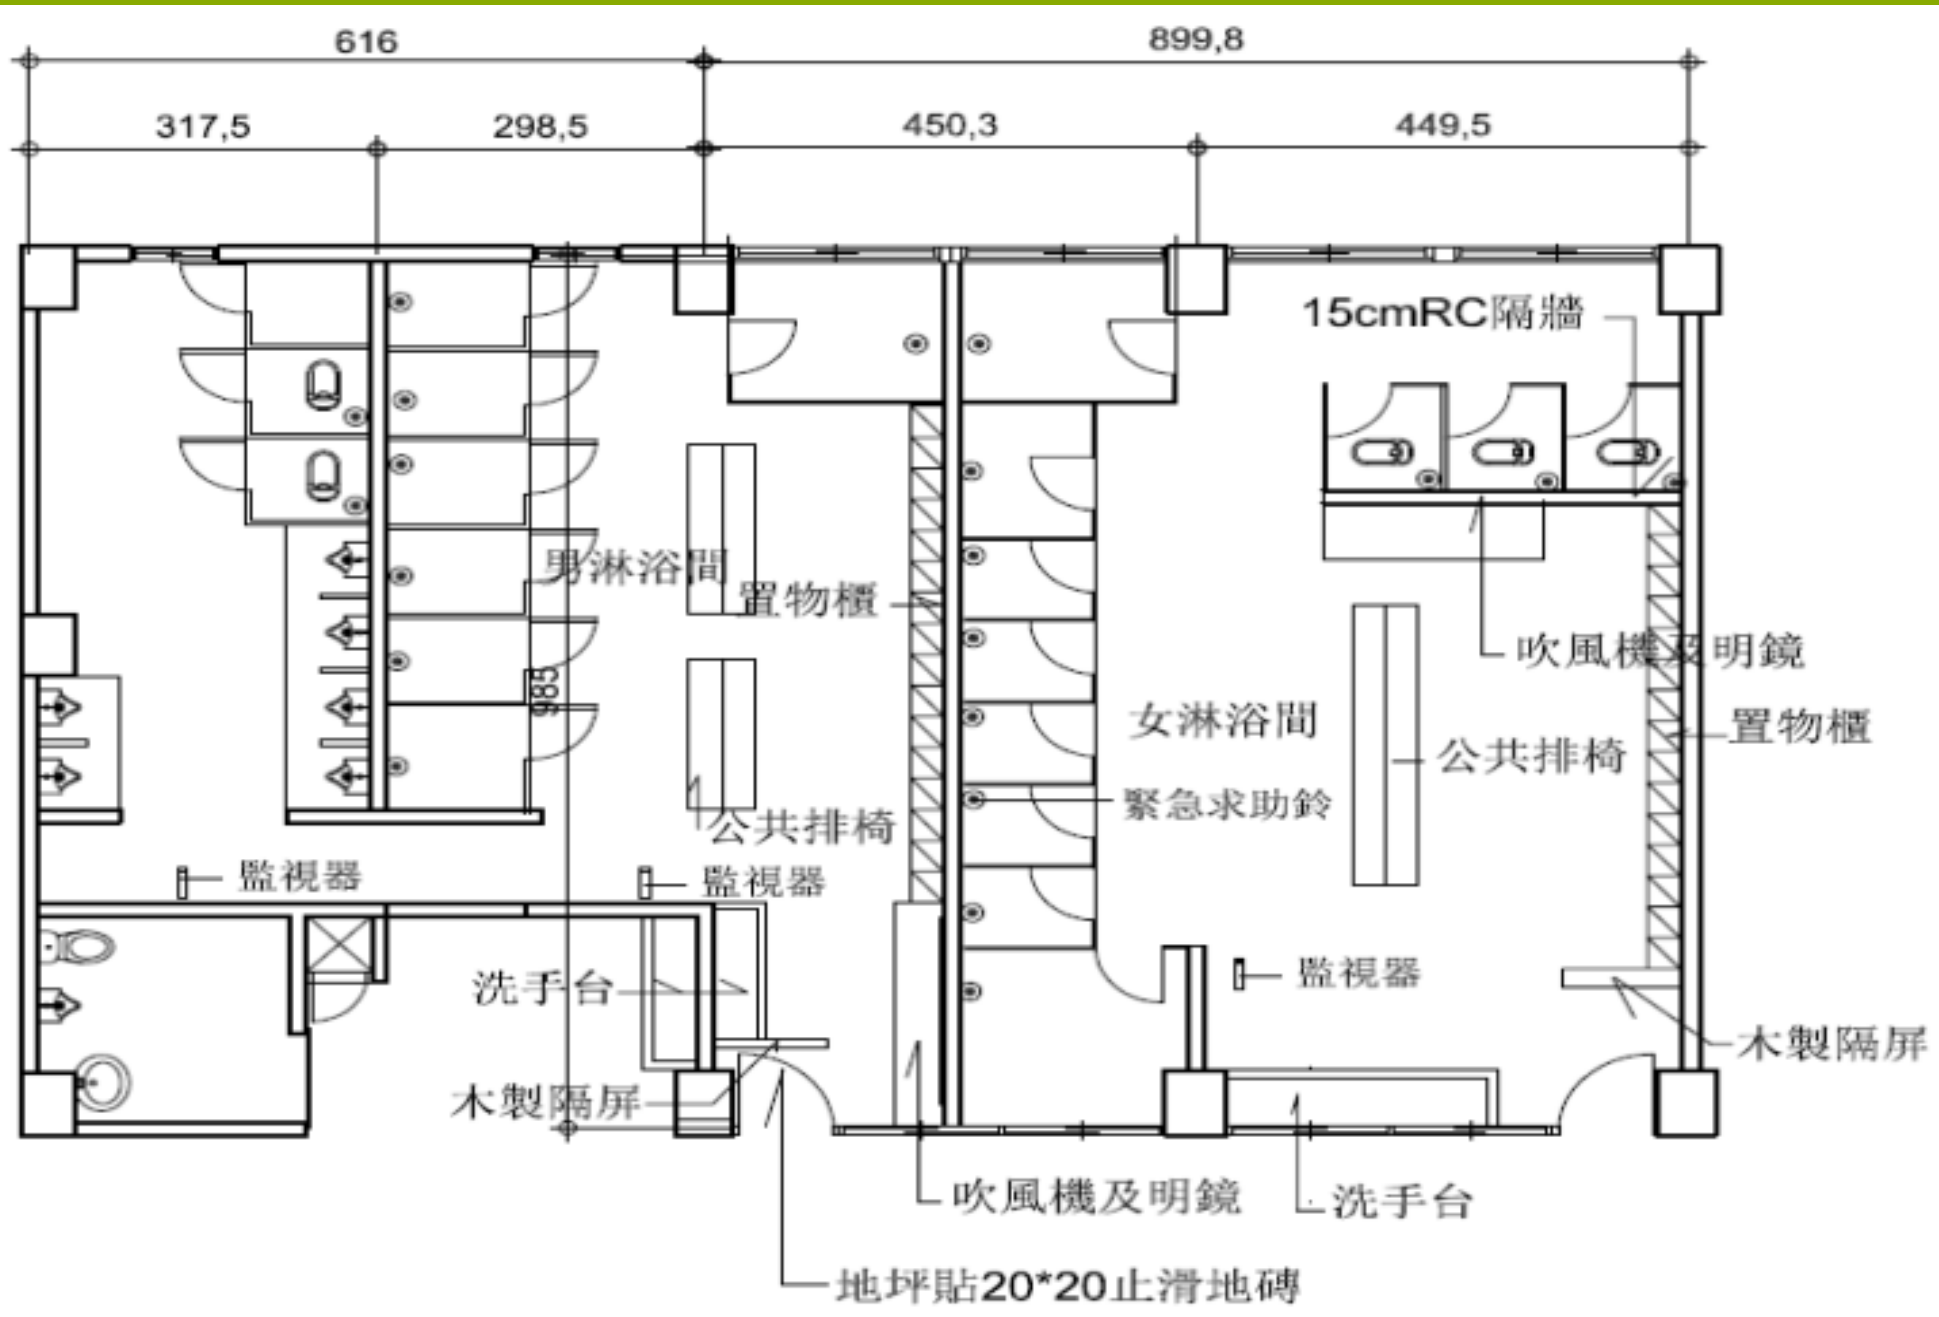 616
899,8
317,5
298,5
450,3
449,5
15cmRC隔牆
男淋浴間
置物櫃
吹風機及明鏡
985
女淋浴間
置物櫃
公共排椅
緊急求助鈴
公共排椅
監視器
監視器
監視器
洗手台
木製隔屏
木製隔屏
吹風機及明鏡
洗手台
地坪貼20*20止滑地磚